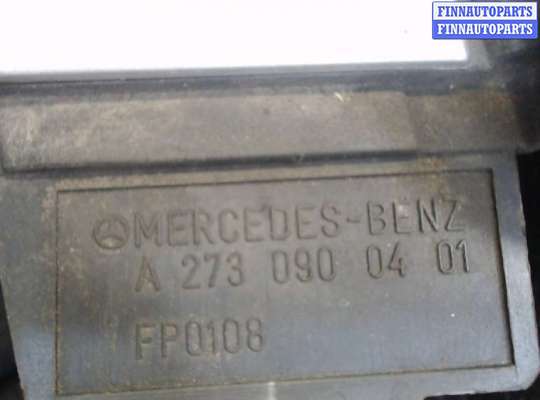 FINNAUTOPARTS
FINNAUTOPARTS
MERCEDES-BENZ
A 273 090 04 01
FP0108